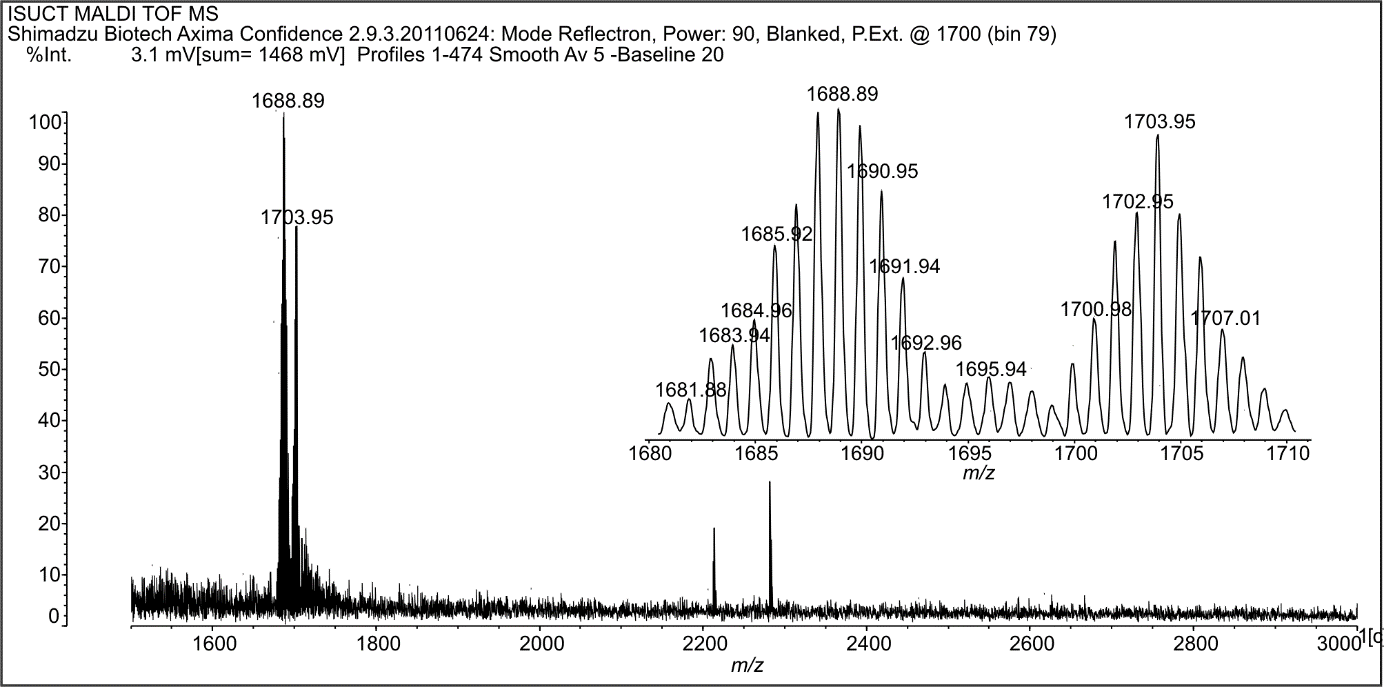 ISUCT MALDI TOF MS
Shimadzu Biotech Axima Confidence 2.9.3.20110624: Mode Reflectron, Power: 90, Blanked, P.Ext. @ 1700 (bin 79)
%Int. 3.1 mV[sum= 1468 mV] Profiles 1-474 Smooth Av 5 -Baseline 20
1688.89
1703.95
100
90
80
70
60
50
40
30
20
10
0
1600 1800 2000 2200 2400 2600 2800 3000
m/z
1688.89
1703.95
1690.95
1702.95
1685.92
1691.94
1684.96 1700.98
1683.94 1692.96 1707.01
1681.88 1695.94
1680 1685 1690 1695 1700 1705 1710
m/z